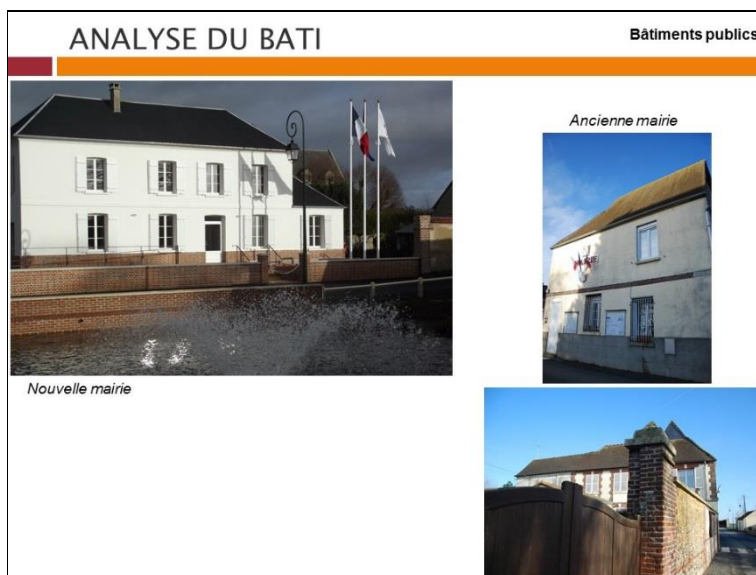 ANALYSE DU BATI
Bâtiments publics
Ancienne mairie
Nouvelle mairie